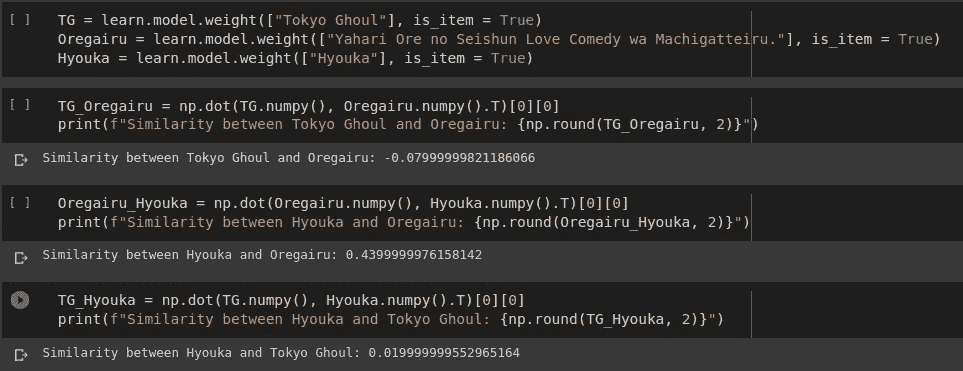 [ ] TG = learn.model.weight(["Tokyo Ghoul"], is_item = True)
Oregairu = learn.model.weight(["Yahari Ore no Seishun Love Comedy wa Machigatteiru."], is_item = True)
Hyouka = learn.model.weight(["Hyouka"], is_item = True)
[ ] TG_Oregairu = np.dot(TG.numpy(), Oregairu.numpy().T)[0][0]
print(f"Similarity between Tokyo Ghoul and Oregairu: {np.round(TG_Oregairu, 2)}")
Similarity between Tokyo Ghoul and Oregairu: -0.07999999821186066
[ ] Oregairu_Hyouka = np.dot(Oregairu.numpy(), Hyouka.numpy().T)[0][0]
print(f"Similarity between Hyouka and Oregairu: {np.round(Oregairu_Hyouka, 2)}")
Similarity between Hyouka and Oregairu: 0.4399999976158142
TG_Hyouka = np.dot(TG.numpy(), Hyouka.numpy().T)[0][0]
print(f"Similarity between Hyouka and Tokyo Ghoul: {np.round(TG_Hyouka, 2)}")
Similarity between Hyouka and Tokyo Ghoul: 0.019999999552965164